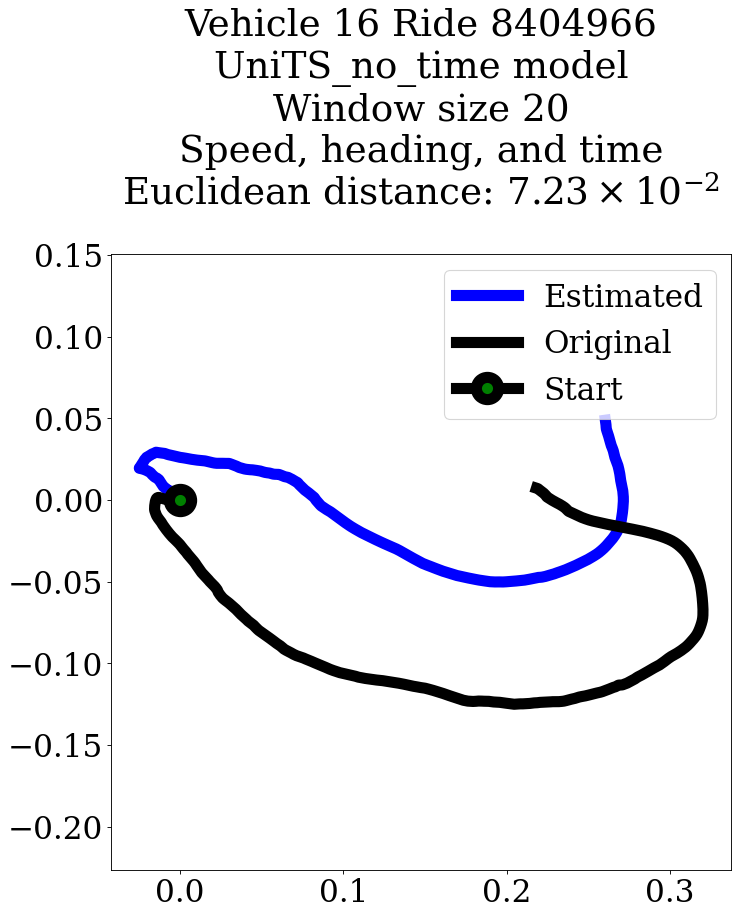 Vehicle 16 Ride 8404966
UniTS_no_time model
Window size 20
Speed, heading, and time
Euclidean distance: 7.23 × 10⁻²
0.15
0.10
0.05
0.00
−0.05
−0.10
−0.15
−0.20
Estimated
Original
Start
0.0 0.1 0.2 0.3